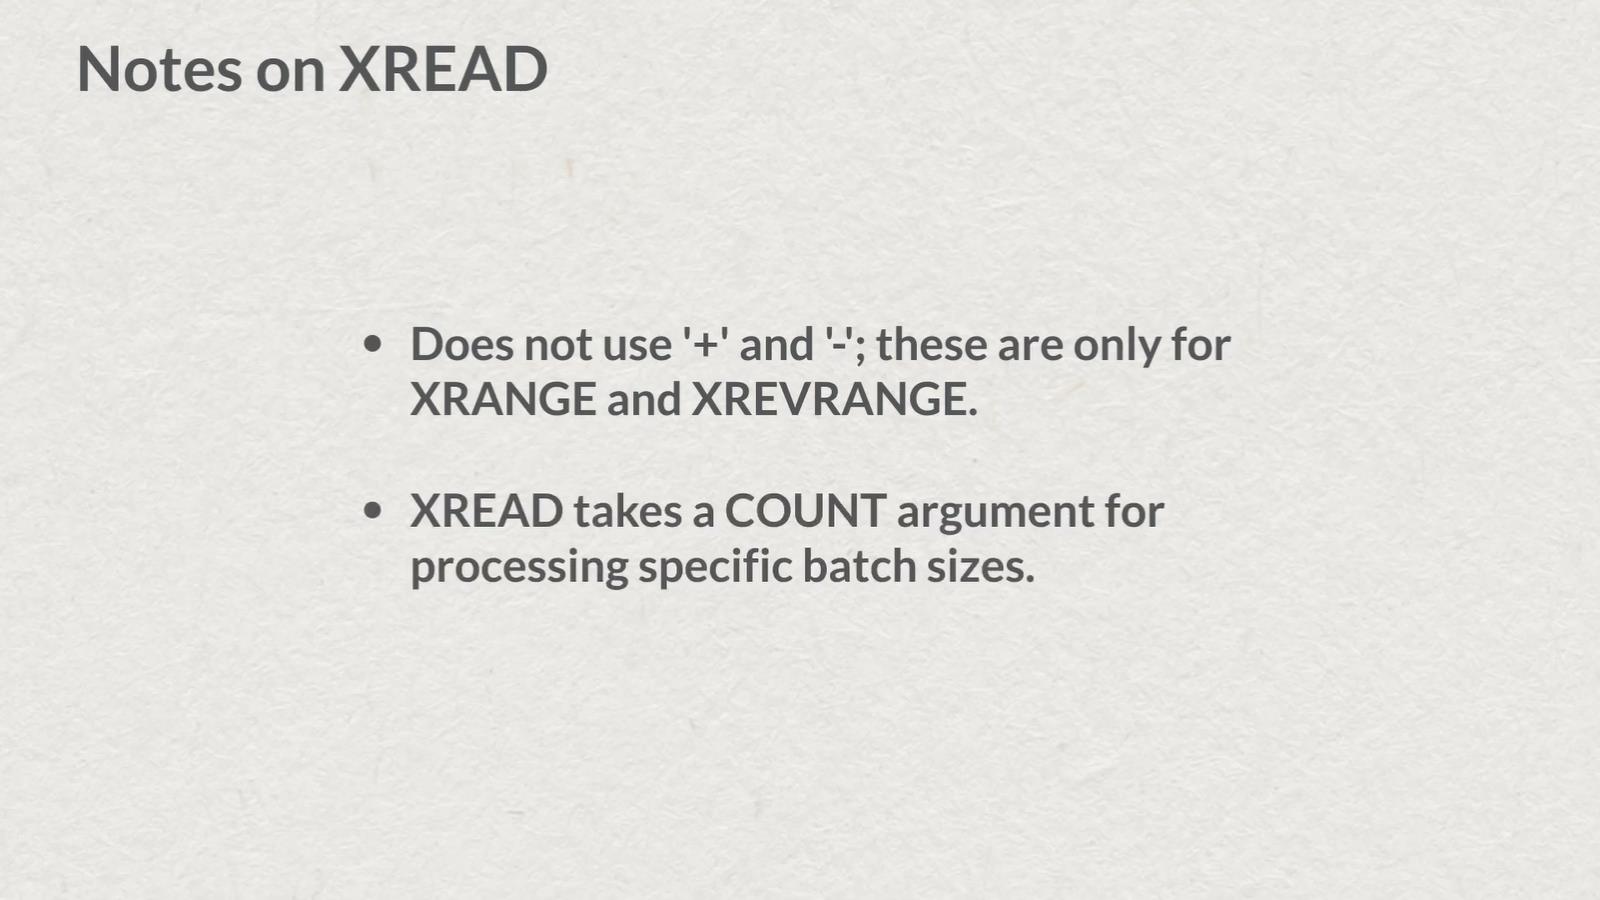 Notes on XREAD
• Does not use '+' and '-'; these are only for
XRANGE and XREVRANGE.
• XREAD takes a COUNT argument for
processing specific batch sizes.